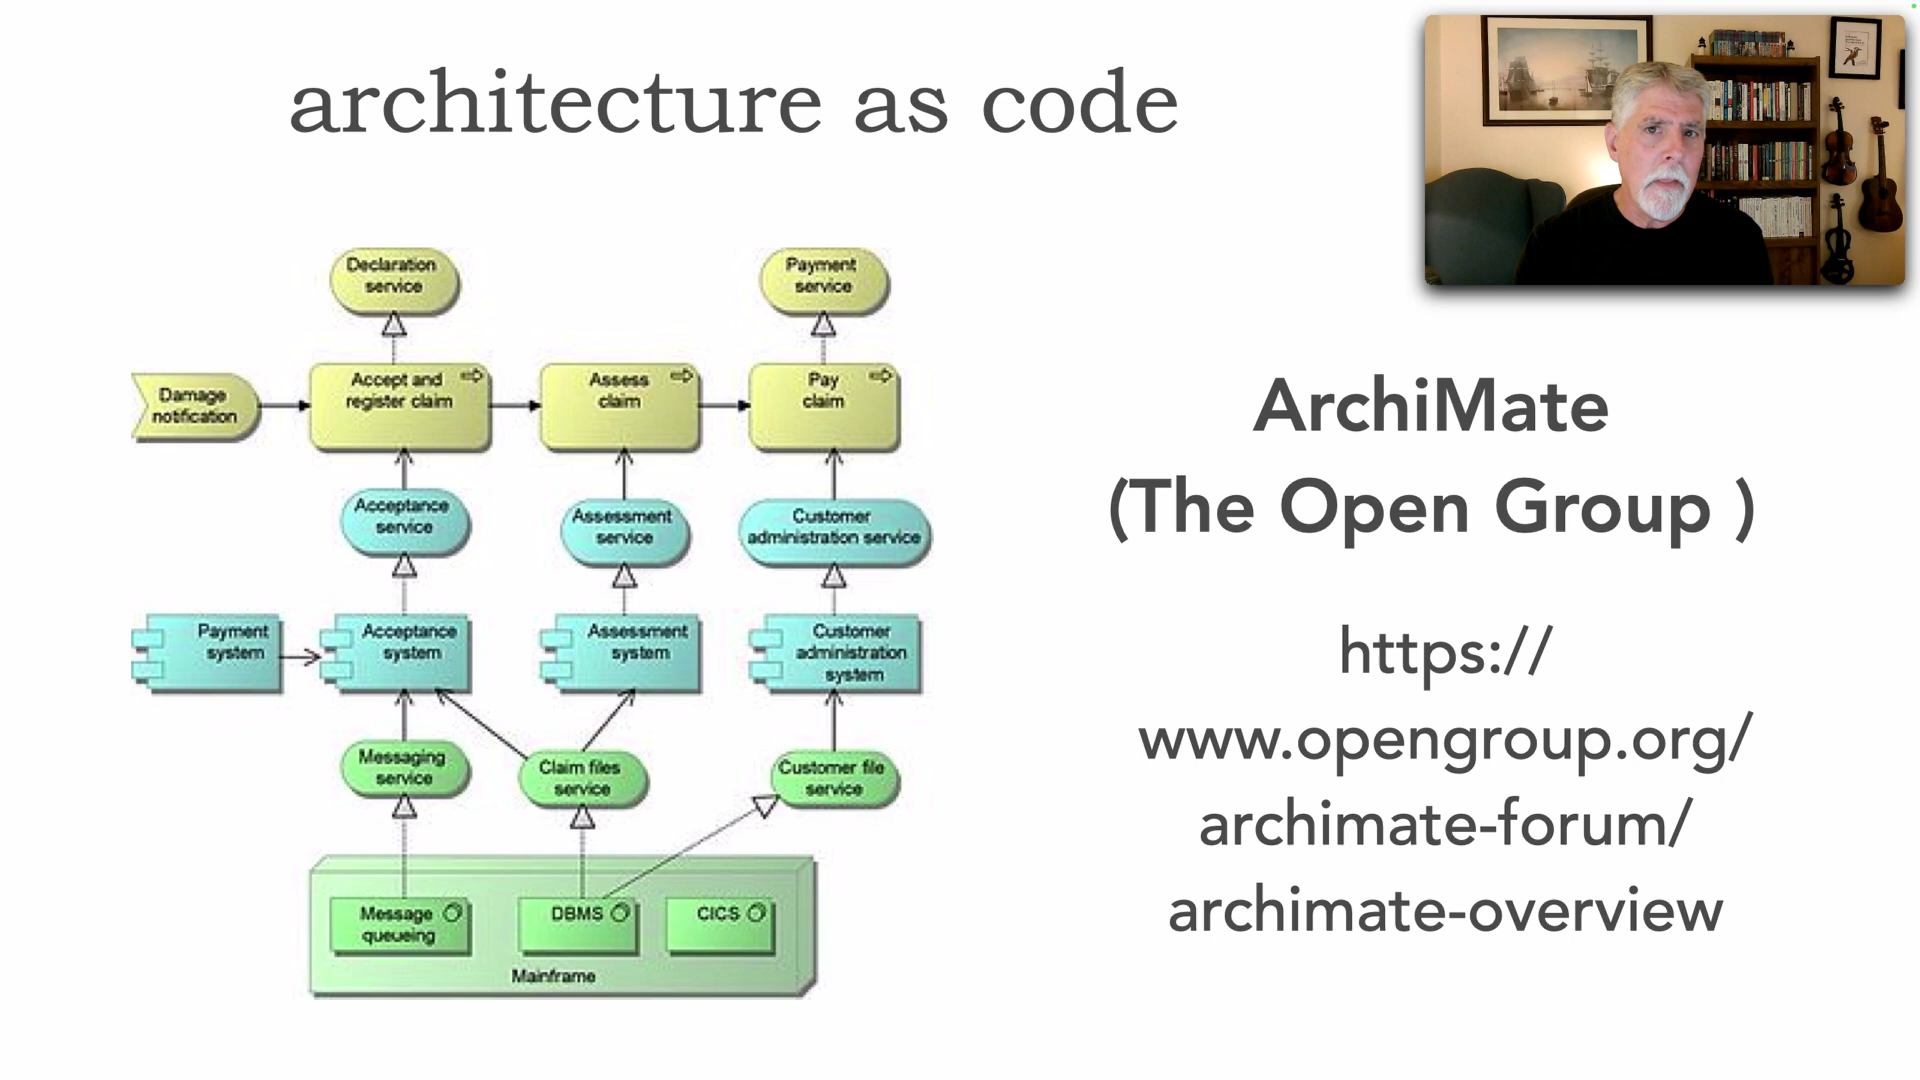 architecture as code
Declaration
service
Payment
service
Damage
notification
Accept and
register claim
Assess
claim
Pay
claim
Acceptance
service
Assessment
service
Customer
administration service
Payment
system
Acceptance
system
Assessment
system
Customer
administration
system
Messaging
service
Claim files
service
Customer file
service
Message
queueing
DBMS
CICS
Mainframe
ArchiMate
(The Open Group )
https://
www.opengroup.org/
archimate-forum/
archimate-overview